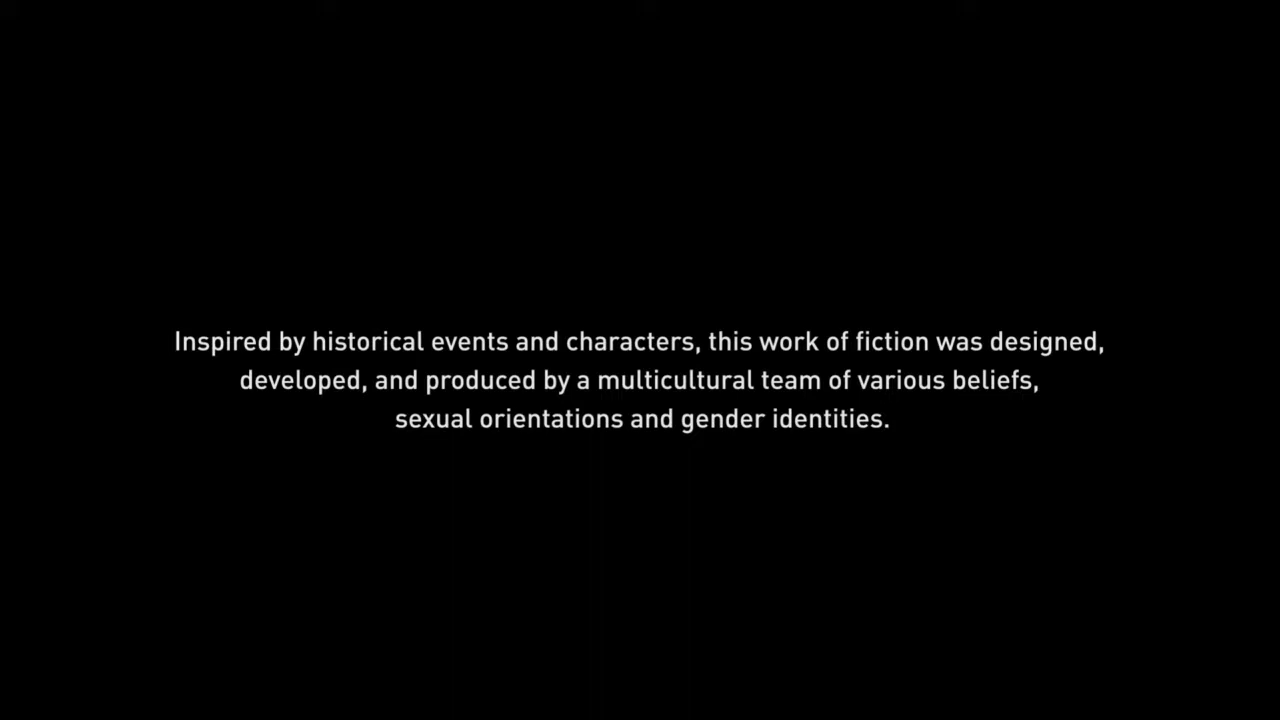 Inspired by historical events and characters, this work of fiction was designed,
developed, and produced by a multicultural team of various beliefs,
sexual orientations and gender identities.